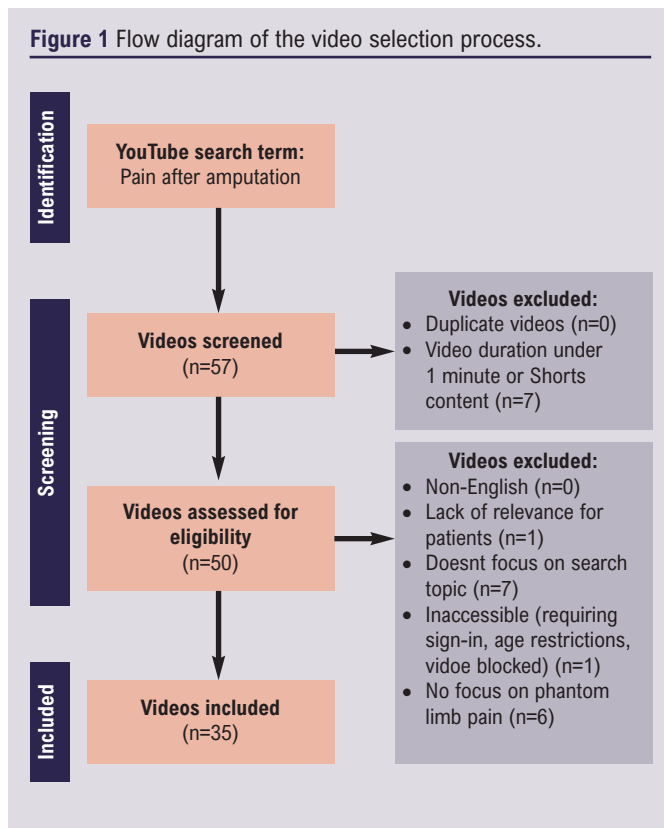 Figure 1 Flow diagram of the video selection process.
Identification
YouTube search term:
Pain after amputation
Screening
Videos screened
(n=57)
Videos excluded:
• Duplicate videos (n=0)
• Video duration under
1 minute or Shorts
content (n=7)
Videos assessed for
eligibility
(n=50)
Videos excluded:
• Non-English (n=0)
• Lack of relevance for
patients (n=1)
• Doesnt focus on search
topic (n=7)
• Inaccessible (requiring
sign-in, age restrictions,
vidoe blocked) (n=1)
• No focus on phantom
limb pain (n=6)
Included
Videos included
(n=35)